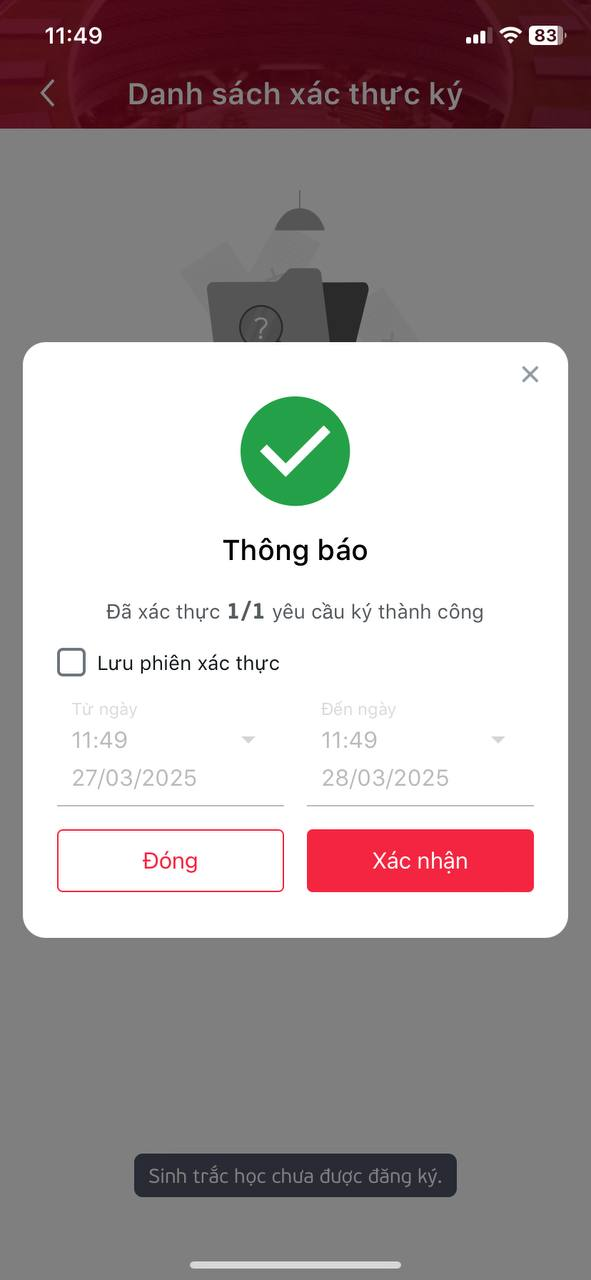 11:49
83
Danh sách xác thực ký
?
Thông báo
Đã xác thực 1/1 yêu cầu ký thành công
Lưu phiên xác thực
Từ ngày
Đến ngày
11:49
11:49
27/03/2025
28/03/2025
Đóng
Xác nhận
Sinh trắc học chưa được đăng ký.